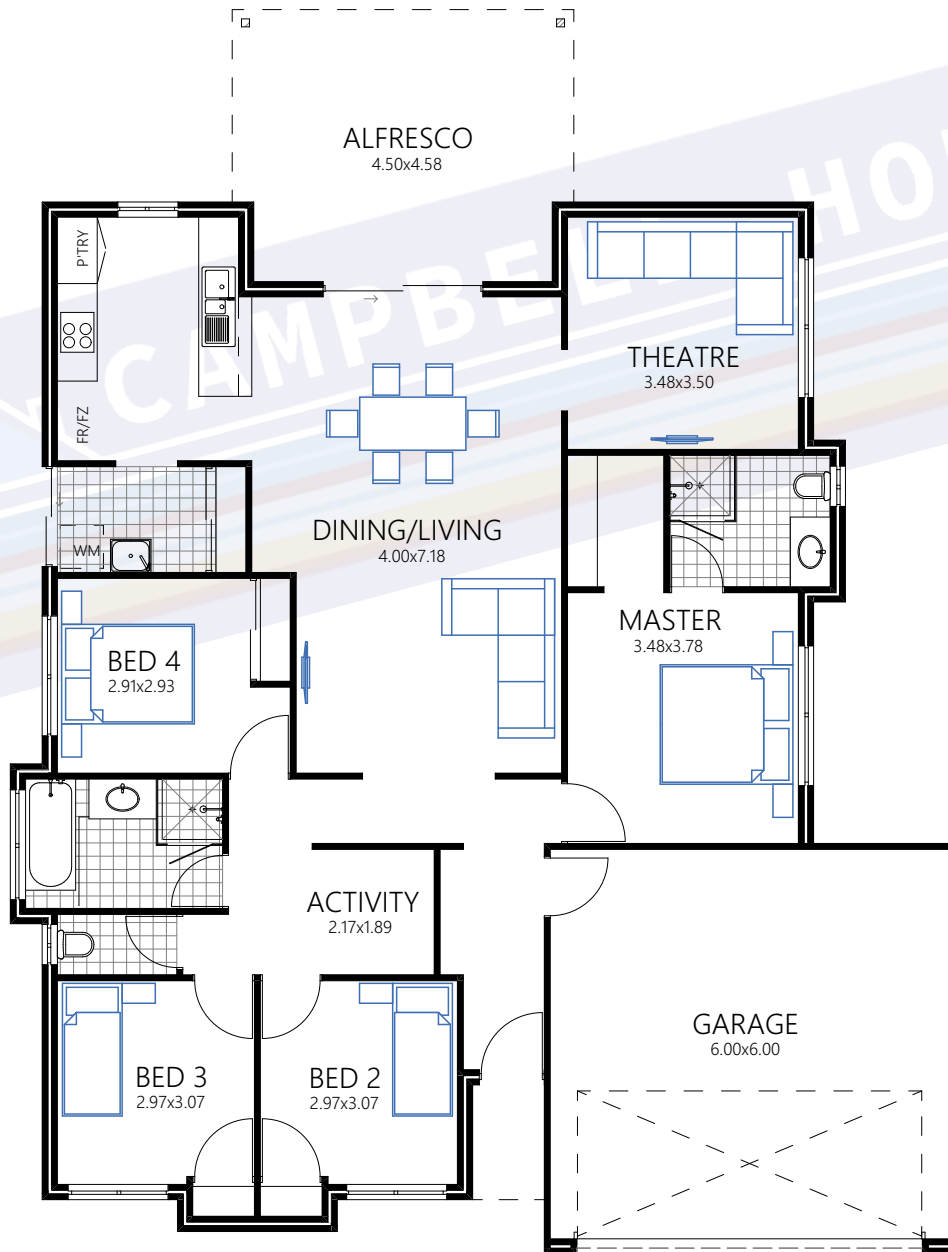 ALFRESCO
4.50x4.58
CAMPBELL HO
P'TRY
FR/FZ
THEATRE
3.48x3.50
DINING/LIVING
4.00x7.18
WM
MASTER
3.48x3.78
BED 4
2.91x2.93
ACTIVITY
2.17x1.89
GARAGE
6.00x6.00
BED 3
2.97x3.07
BED 2
2.97x3.07